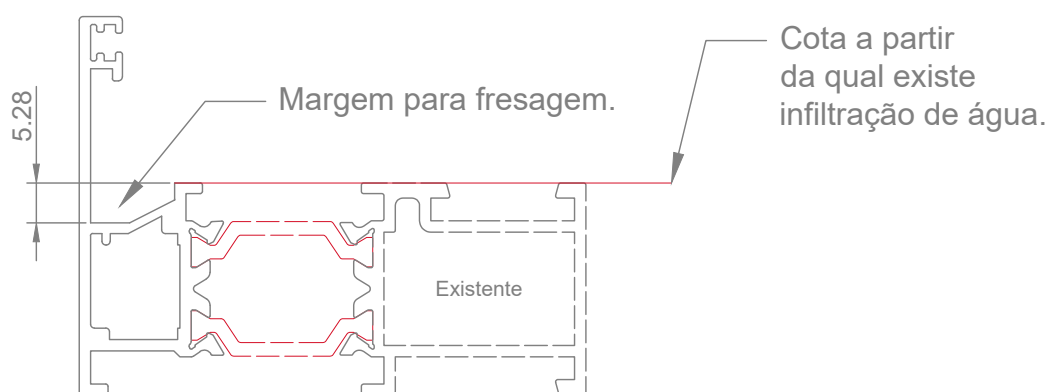 Cota a partir
da qual existe
infiltração de água.
Margem para fresagem.
5.28
Existente